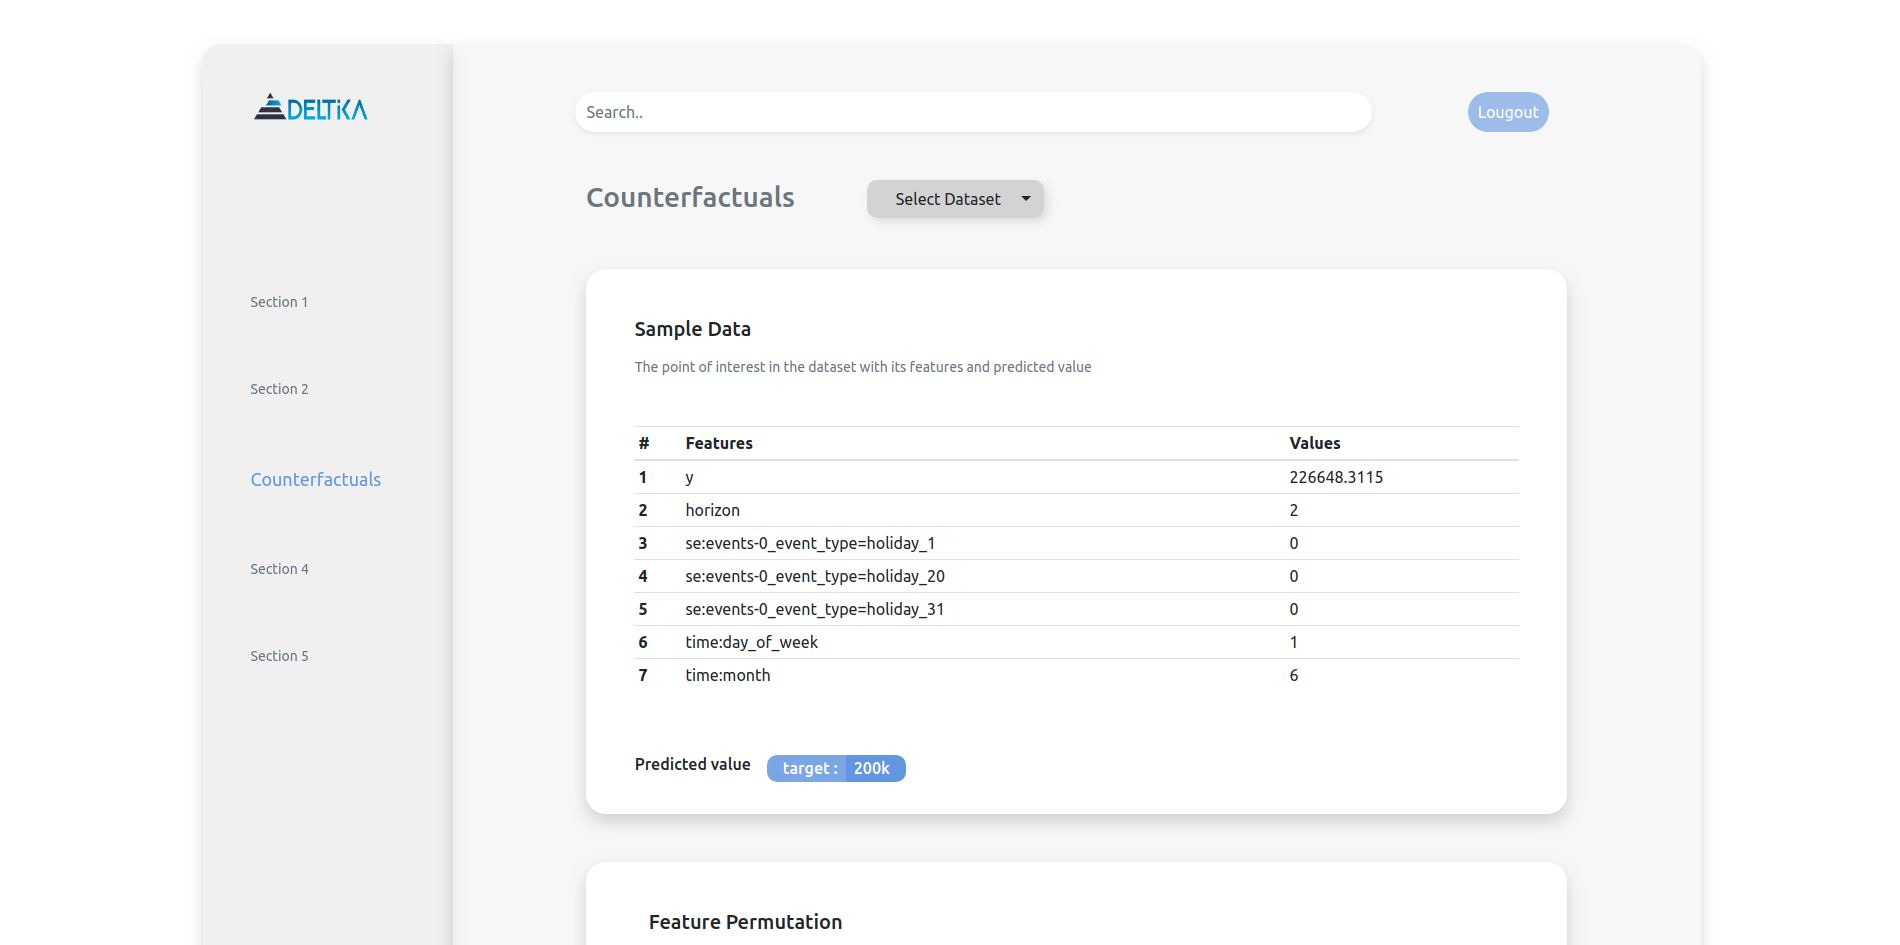 DELTiKA
Search..
Lougout
Counterfactuals
Select Dataset
Section 1
Section 2
Counterfactuals
Section 4
Section 5
Sample Data
The point of interest in the dataset with its features and predicted value
# Features Values
1 y 226648.3115
2 horizon 2
3 se:events-0_event_type=holiday_1 0
4 se:events-0_event_type=holiday_20 0
5 se:events-0_event_type=holiday_31 0
6 time:day_of_week 1
7 time:month 6
Predicted value target : 200k
Feature Permutation